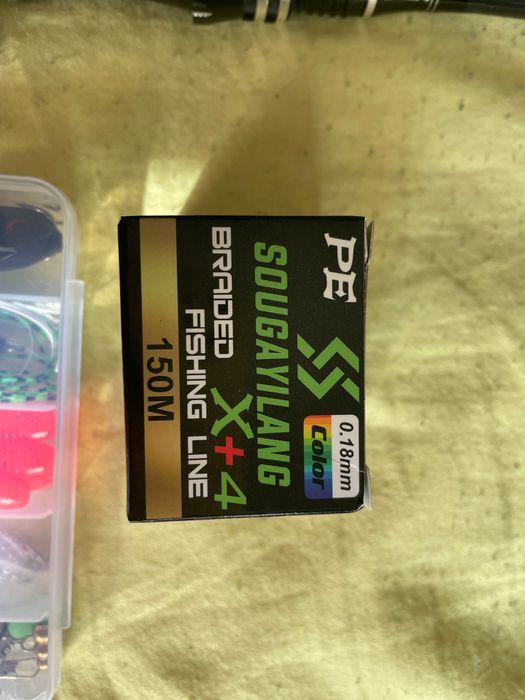 PE
0.18mm
Color
SOUGAYILANG
BRAIDED X+4
FISHING LINE
150M